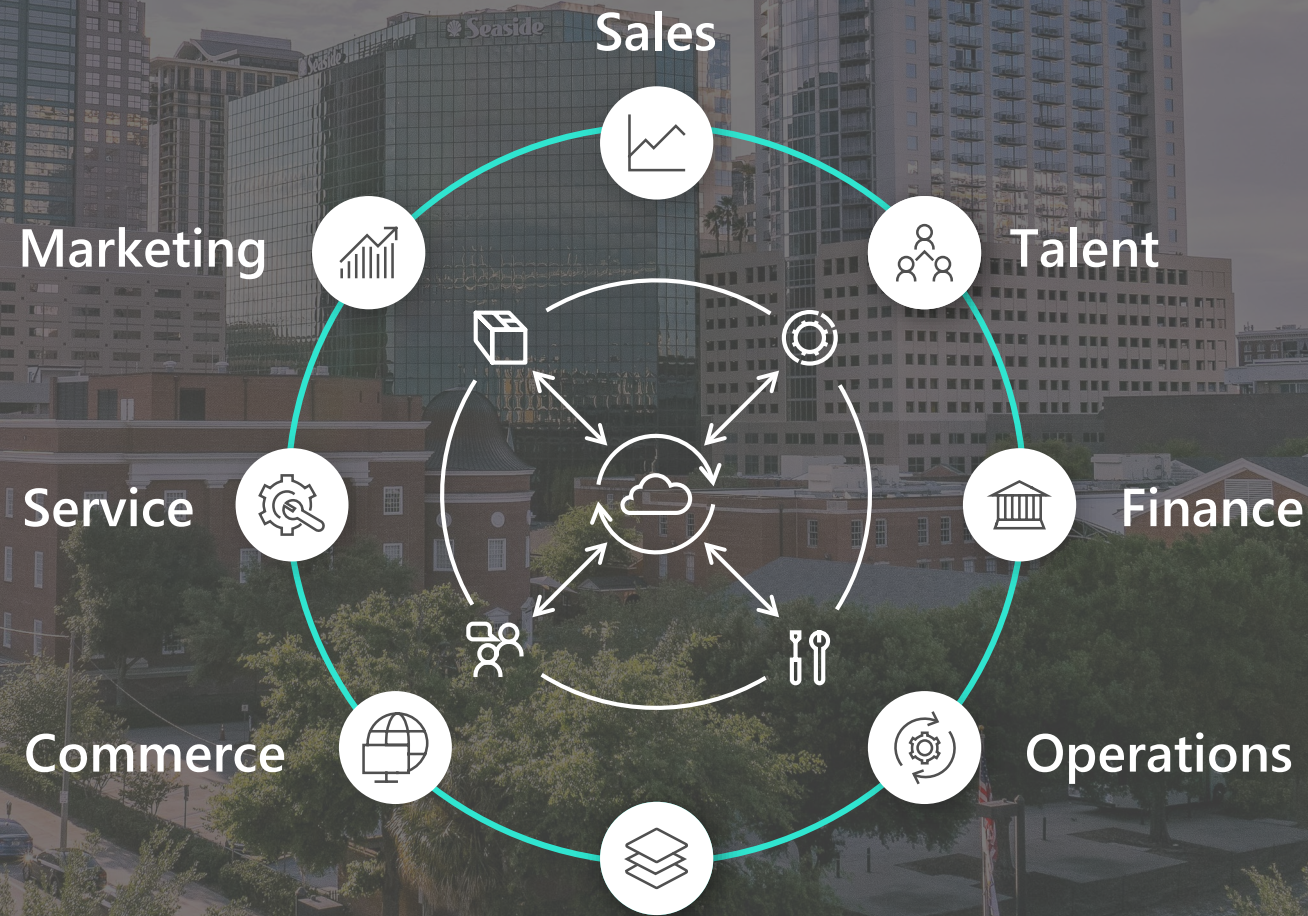 Seaside
Seaside
Sales
Marketing
Talent
Service
Finance
Commerce
Operations